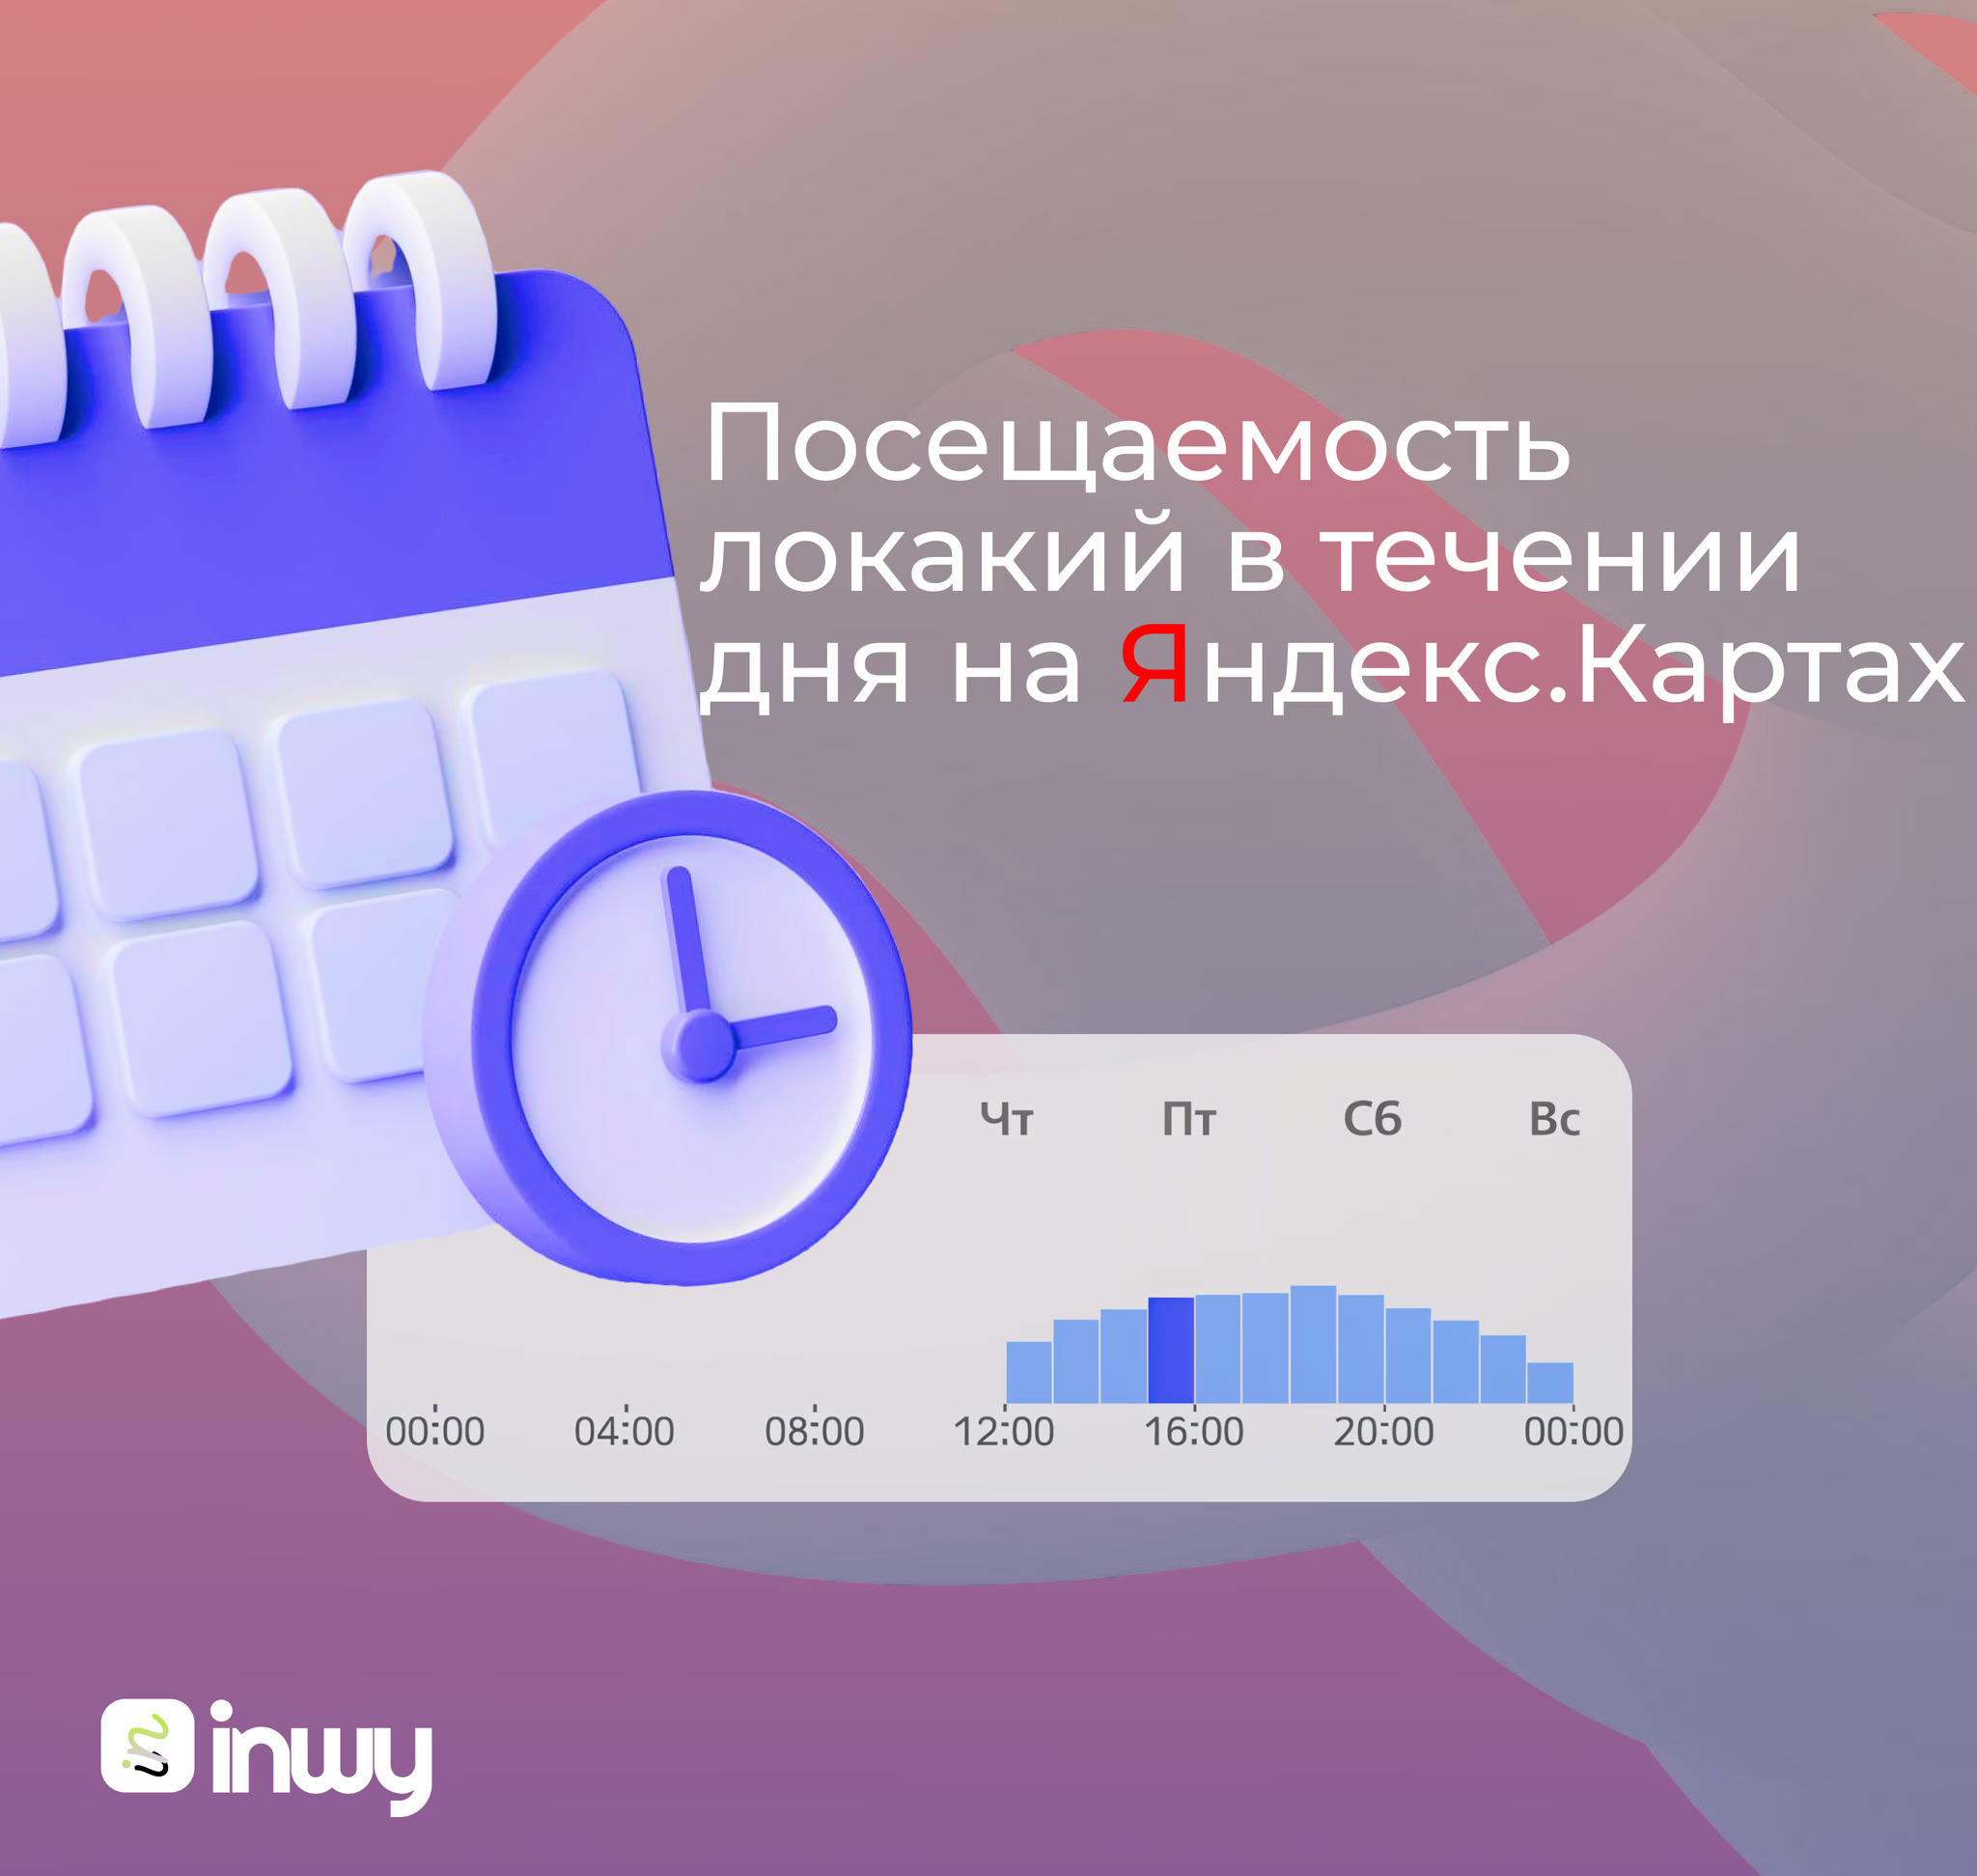 Посещаемость
локакий в течении
дня на Яндекс.Картах
Чт Пт Сб Вс
00:00 04:00 08:00 12:00 16:00 20:00 00:00
inwy